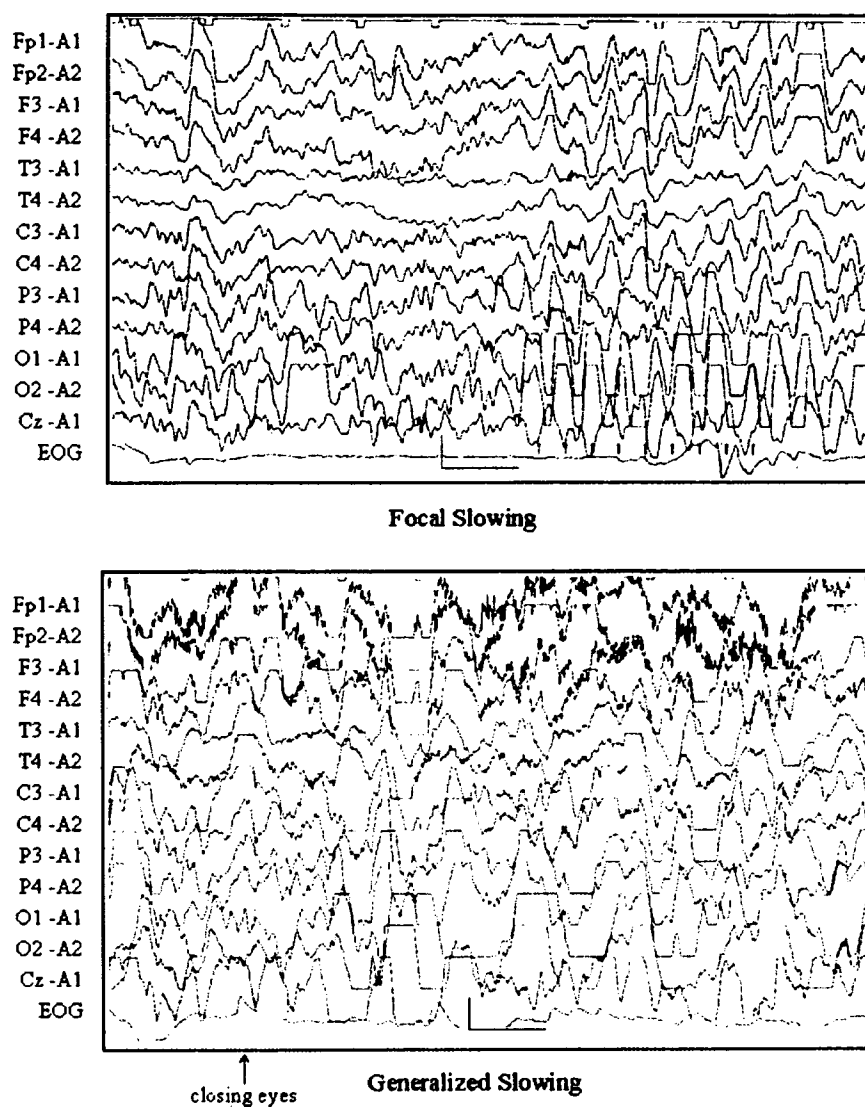 Fp1-A1
Fp2-A2
F3-A1
F4-A2
T3-A1
T4-A2
C3-A1
C4-A2
P3-A1
P4-A2
O1-A1
O2-A2
Cz-A1
EOG
Focal Slowing
Fp1-A1
Fp2-A2
F3-A1
F4-A2
T3-A1
T4-A2
C3-A1
C4-A2
P3-A1
P4-A2
O1-A1
O2-A2
Cz-A1
EOG
closing eyes
Generalized Slowing